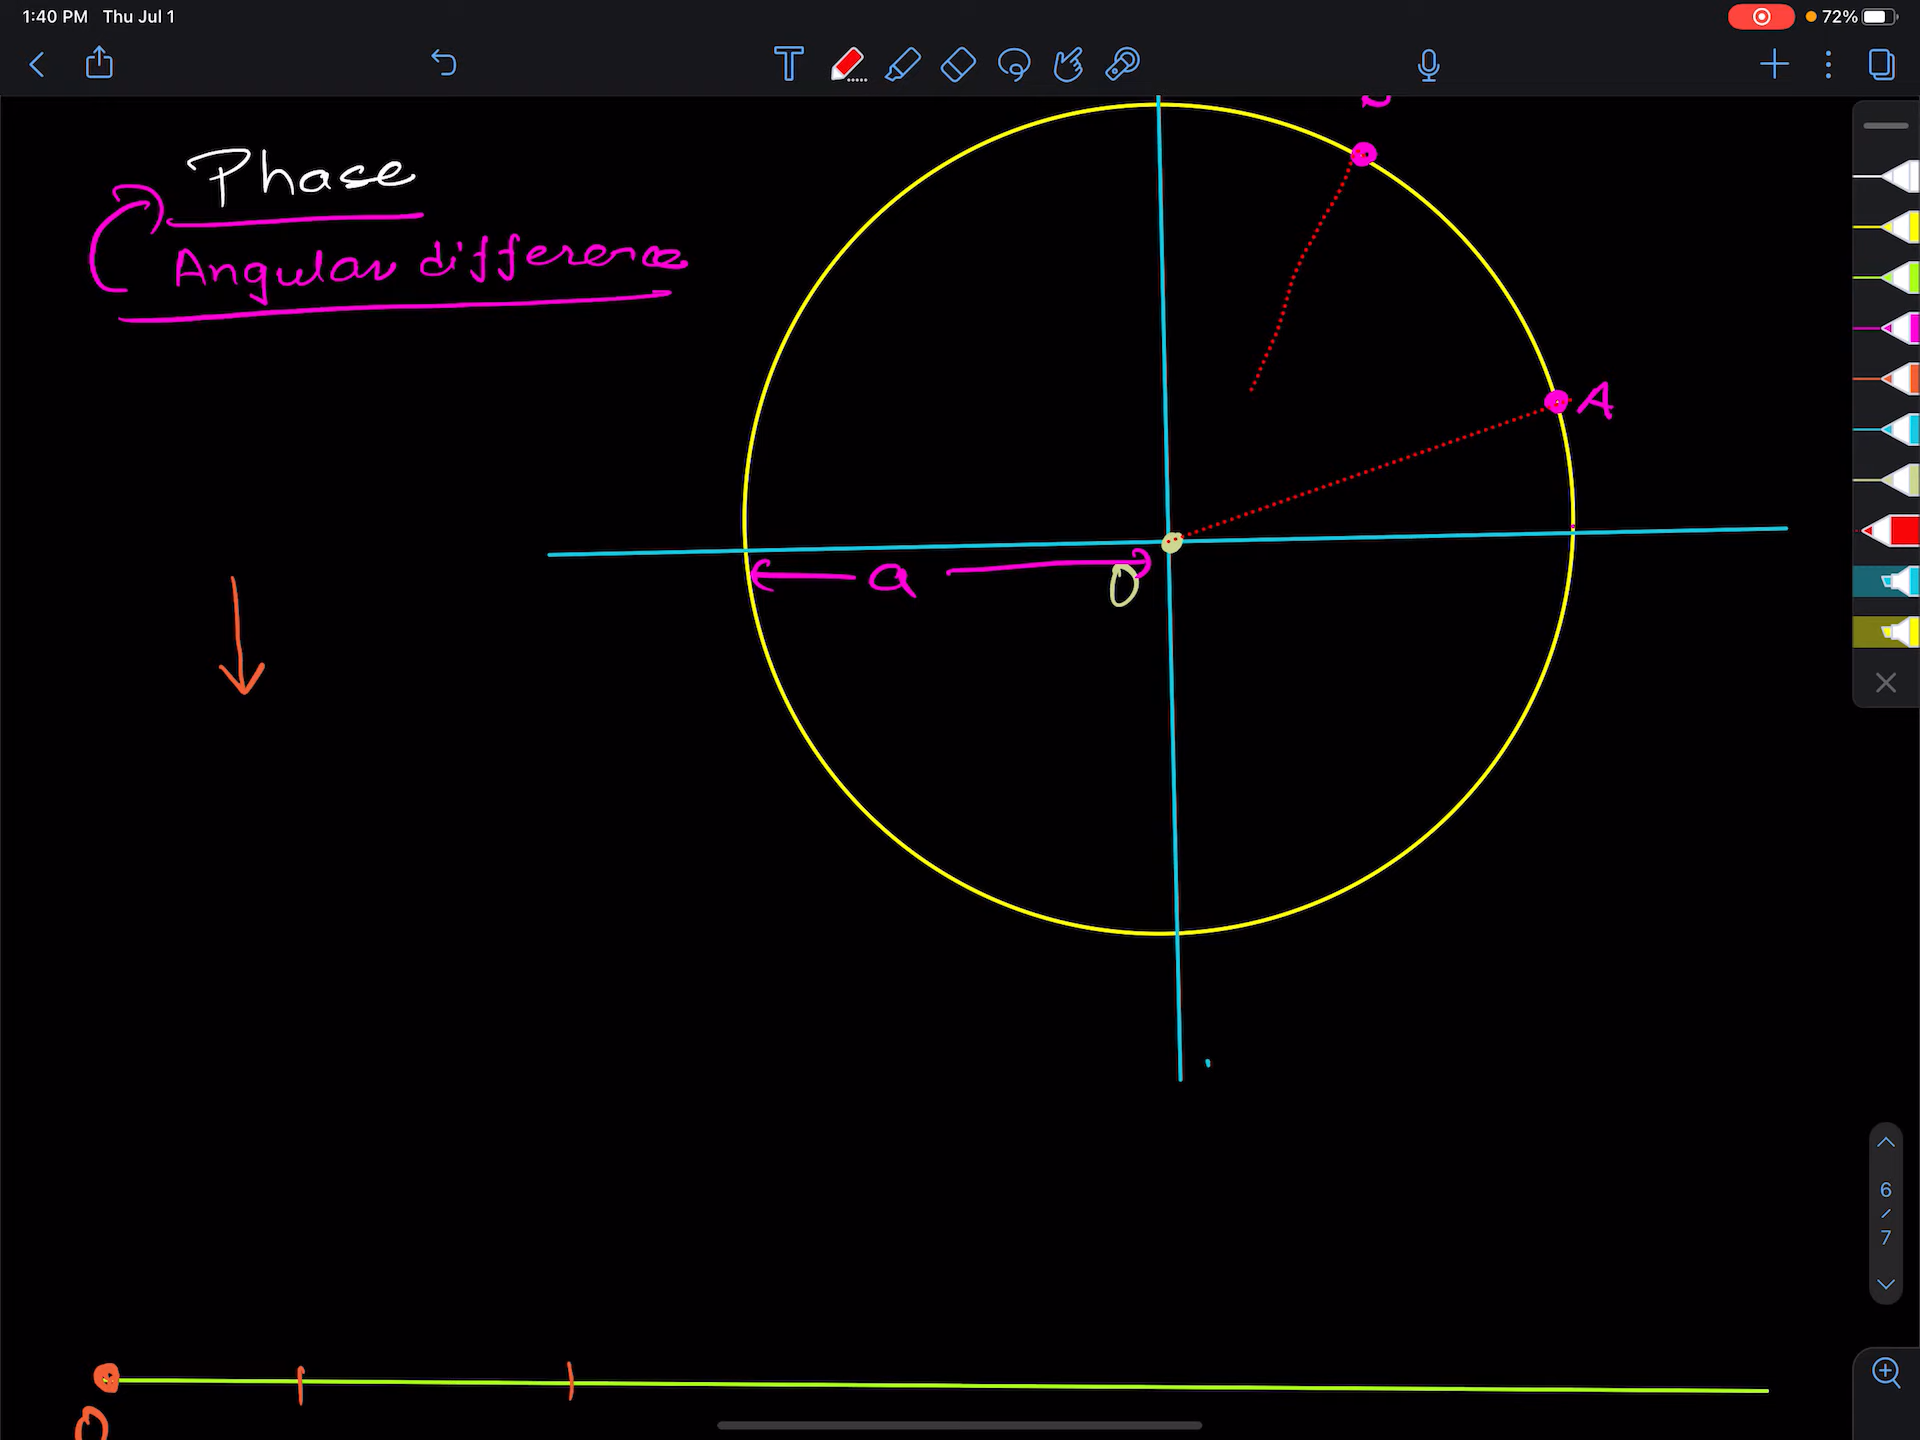 1:40 PM Thu Jul 1
72%
T
Phase
Angular difference
A
a
O
6
/
7
O